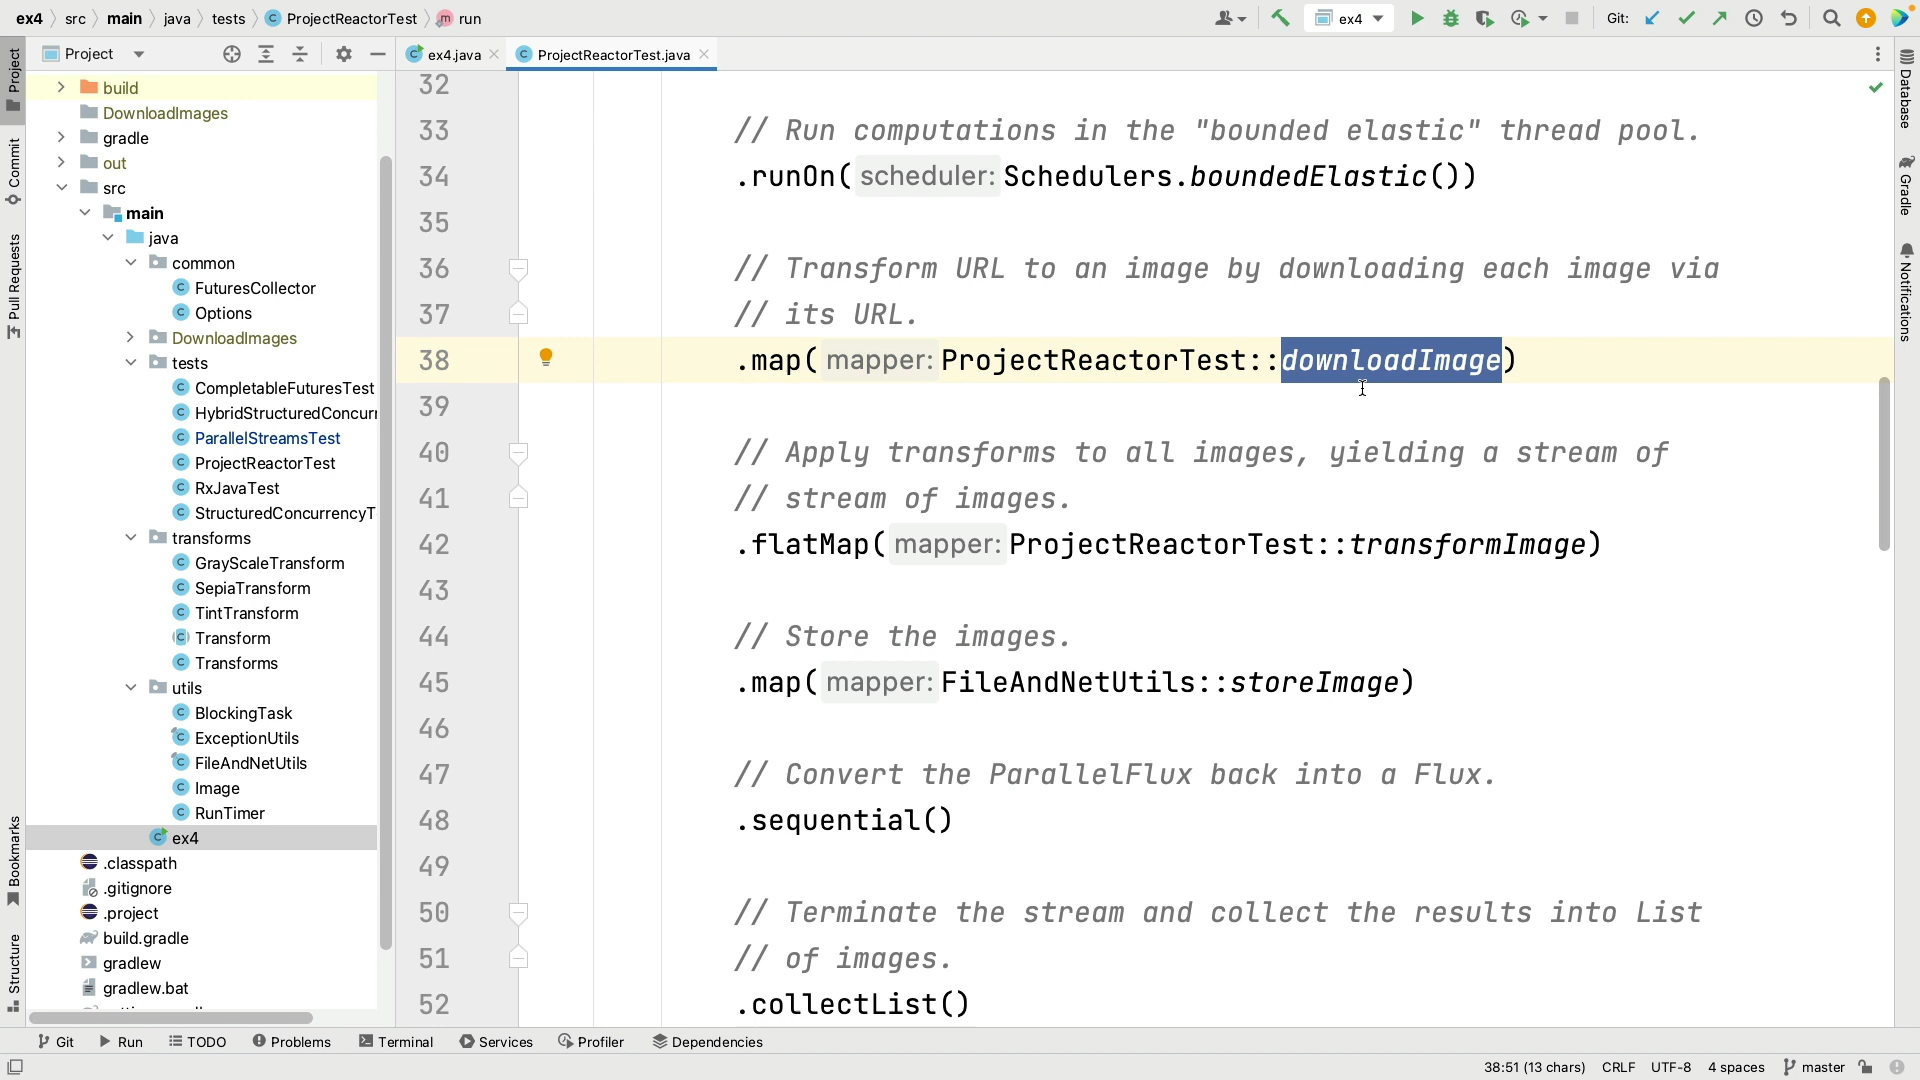 ex4 src main java tests ProjectReactorTest run
ex4
Git:
Project
ex4.java
ProjectReactorTest.java
Project
Commit
Pull Requests
Bookmarks
Structure
build
DownloadImages
gradle
out
src
main
java
common
FuturesCollector
Options
DownloadImages
tests
CompletableFuturesTest
HybridStructuredConcurr
ParallelStreamsTest
ProjectReactorTest
RxJavaTest
StructuredConcurrencyT
transforms
GrayScaleTransform
SepiaTransform
TintTransform
Transform
Transforms
utils
BlockingTask
ExceptionUtils
FileAndNetUtils
Image
RunTimer
ex4
.classpath
.gitignore
.project
build.gradle
gradlew
gradlew.bat
32
33 // Run computations in the "bounded elastic" thread pool.
34 .runOn( scheduler: Schedulers.boundedElastic())
35
36 // Transform URL to an image by downloading each image via
37 // its URL.
38 .map( mapper: ProjectReactorTest::downloadImage)
39
40 // Apply transforms to all images, yielding a stream of
41 // stream of images.
42 .flatMap( mapper: ProjectReactorTest::transformImage)
43
44 // Store the images.
45 .map( mapper: FileAndNetUtils::storeImage)
46
47 // Convert the ParallelFlux back into a Flux.
48 .sequential()
49
50 // Terminate the stream and collect the results into List
51 // of images.
52 .collectList()
Database
Gradle
Notifications
Git Run TODO Problems Terminal Services Profiler Dependencies
38:51 (13 chars) CRLF UTF-8 4 spaces master